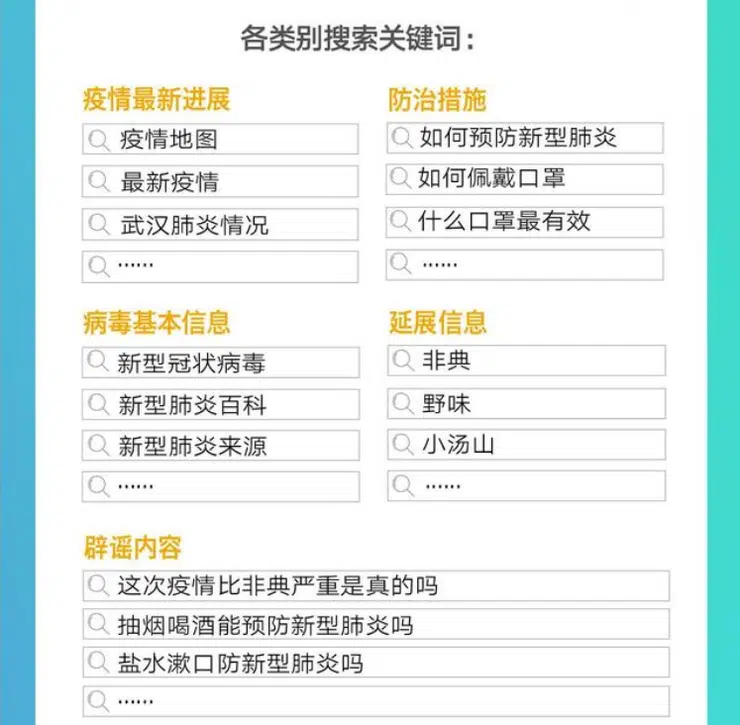 各类别搜索关键词：
疫情最新进展
疫情地图
最新疫情
武汉肺炎情况
……
防治措施
如何预防新型肺炎
如何佩戴口罩
什么口罩最有效
……
病毒基本信息
新型冠状病毒
新型肺炎百科
新型肺炎来源
……
延展信息
非典
野味
小汤山
……
辟谣内容
这次疫情比非典严重是真的吗
抽烟喝酒能预防新型肺炎吗
盐水漱口防新型肺炎吗
……